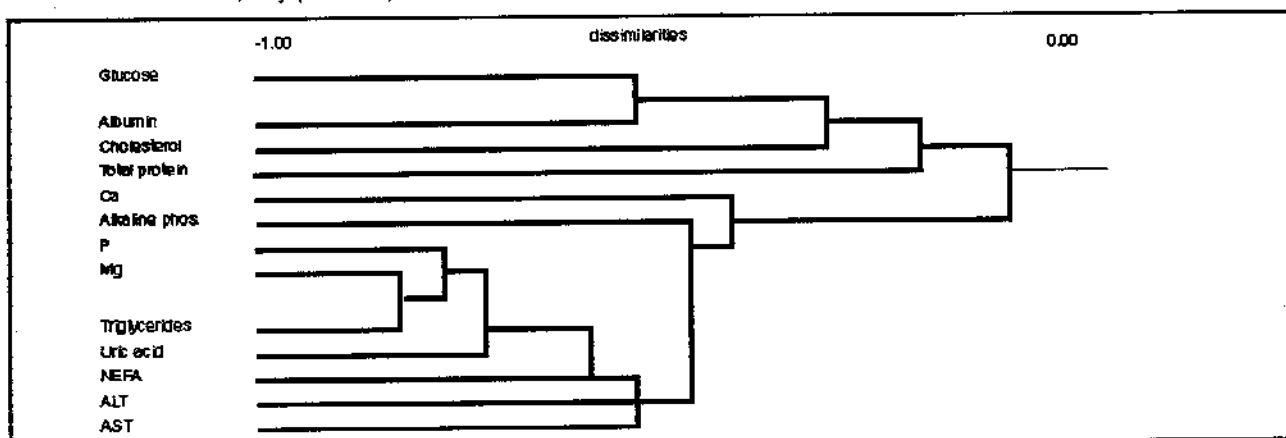 -1.00 dissimilarities 0.00
Glucose
Albumin
Cholesterol
Total protein
Ca
Alkaline phos.
P
Mg
Triglycerides
Uric acid
NEFA
ALT
AST